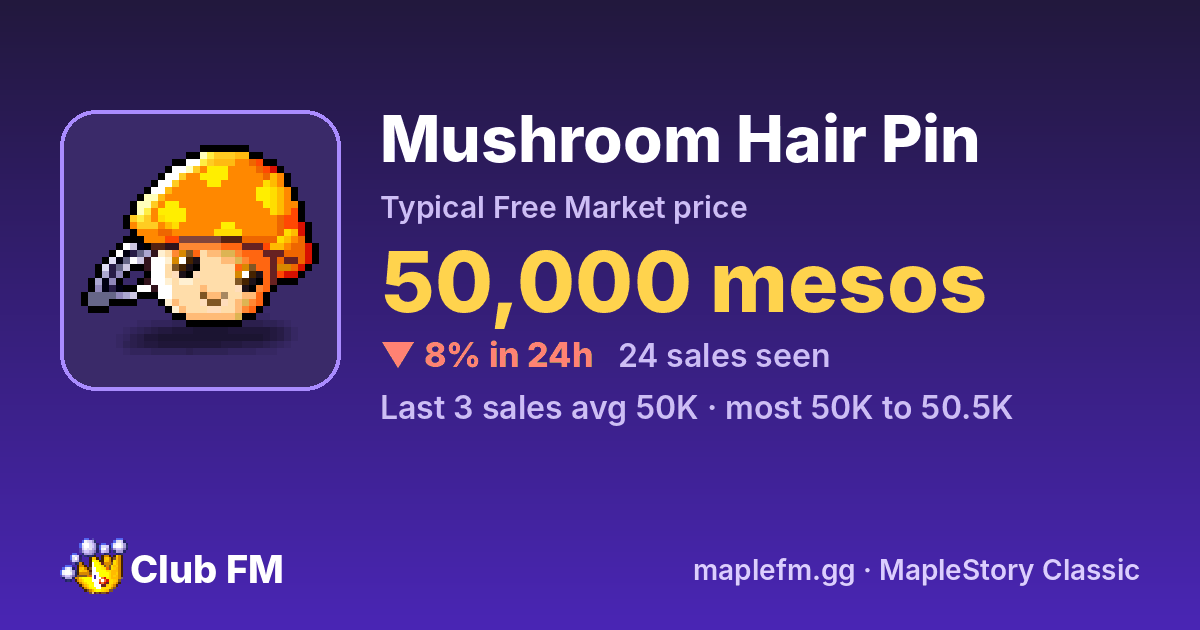 Mushroom Hair Pin
Typical Free Market price
50,000 mesos
▼ 8% in 24h 24 sales seen
Last 3 sales avg 50K · most 50K to 50.5K
Club FM
maplefm.gg · MapleStory Classic